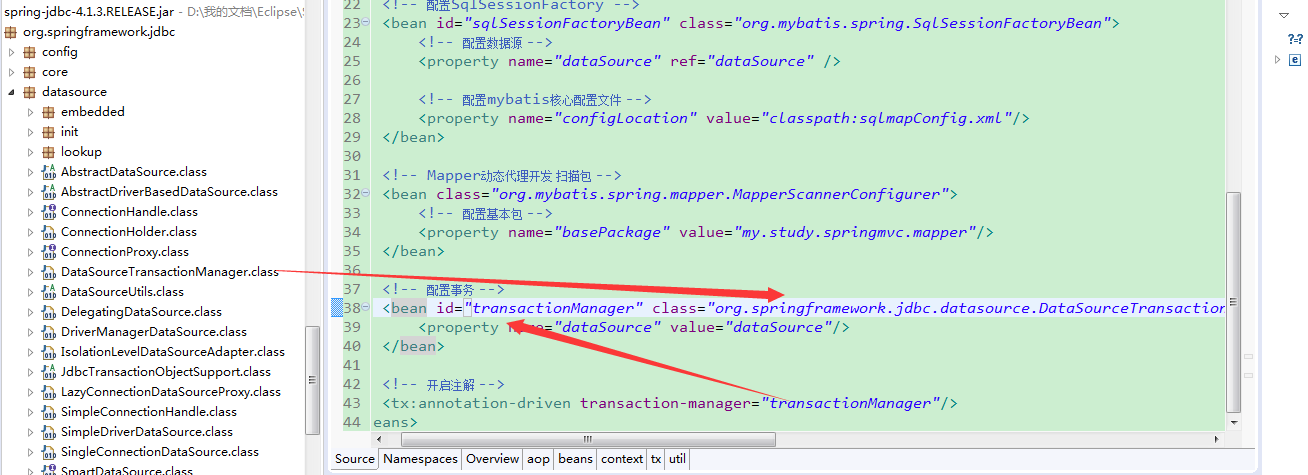 spring-jdbc-4.1.3.RELEASE.jar - D:\我的文档\Eclipse\
org.springframework.jdbc
config
core
datasource
embedded
init
lookup
AbstractDataSource.class
AbstractDriverBasedDataSource.class
ConnectionHandle.class
ConnectionHolder.class
ConnectionProxy.class
DataSourceTransactionManager.class
DataSourceUtils.class
DelegatingDataSource.class
DriverManagerDataSource.class
IsolationLevelDataSourceAdapter.class
JdbcTransactionObjectSupport.class
LazyConnectionDataSourceProxy.class
SimpleConnectionHandle.class
SimpleDriverDataSource.class
SingleConnectionDataSource.class
SmartDataSource.class
22 <!-- 配置SqlSessionFactory -->
23 <bean id="sqlSessionFactoryBean" class="org.mybatis.spring.SqlSessionFactoryBean">
24 <!-- 配置数据源 -->
25 <property name="dataSource" ref="dataSource" />
26
27 <!-- 配置mybatis核心配置文件 -->
28 <property name="configLocation" value="classpath:sqlmapConfig.xml"/>
29 </bean>
30
31 <!-- Mapper动态代理开发 扫描包 -->
32 <bean class="org.mybatis.spring.mapper.MapperScannerConfigurer">
33 <!-- 配置基本包 -->
34 <property name="basePackage" value="my.study.springmvc.mapper"/>
35 </bean>
36
37 <!-- 配置事务 -->
38 <bean id="transactionManager" class="org.springframework.jdbc.datasource.DataSourceTransaction
39 <property name="dataSource" value="dataSource"/>
40 </bean>
41
42 <!-- 开启注解 -->
43 <tx:annotation-driven transaction-manager="transactionManager"/>
44 eans>
Source Namespaces Overview aop beans context tx util
?=?
e